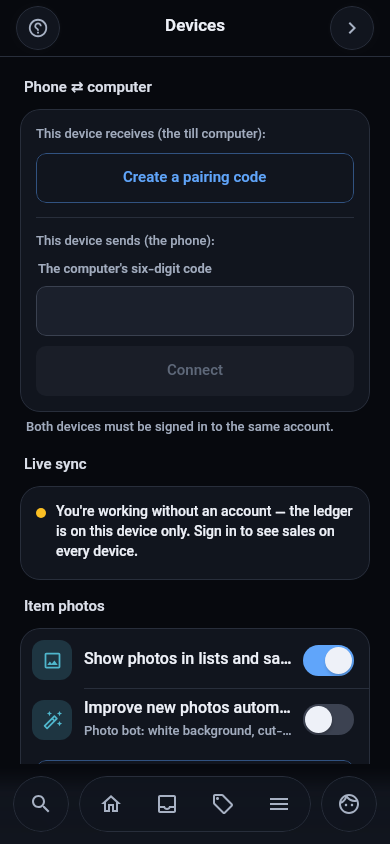 Devices
Phone ⇄ computer
This device receives (the till computer):
Create a pairing code
This device sends (the phone):
The computer's six-digit code
Connect
Both devices must be signed in to the same account.
Live sync
You're working without an account — the ledger
is on this device only. Sign in to see sales on
every device.
Item photos
Show photos in lists and sa...
Improve new photos autom...
Photo bot: white background, cut-...